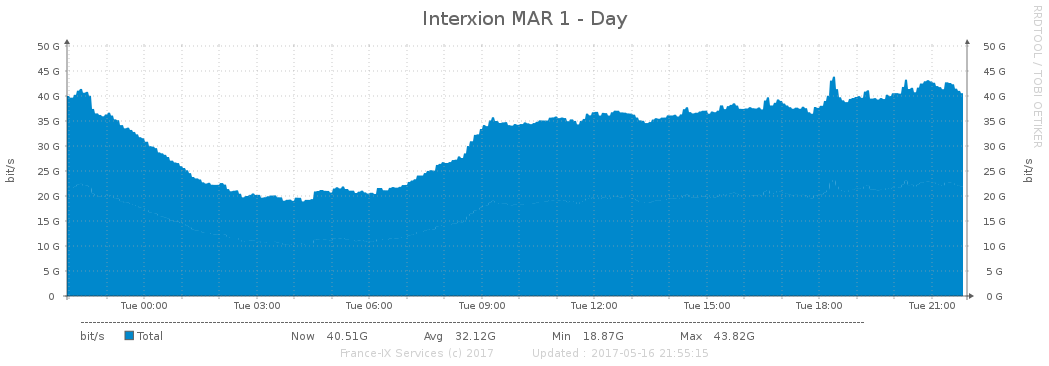 Interxion MAR 1 - Day
RRDTOOL / TOBI OETIKER
50 G 50 G
45 G 45 G
40 G 40 G
35 G 35 G
30 G 30 G
25 G 25 G
20 G 20 G
15 G 15 G
10 G 10 G
5 G 5 G
0 0 G
bit/s bit/s
Tue 00:00 Tue 03:00 Tue 06:00 Tue 09:00 Tue 12:00 Tue 15:00 Tue 18:00 Tue 21:00
bit/s Total Now 40.51G Avg 32.12G Min 18.87G Max 43.82G
France-IX Services (c) 2017 Updated : 2017-05-16 21:55:15